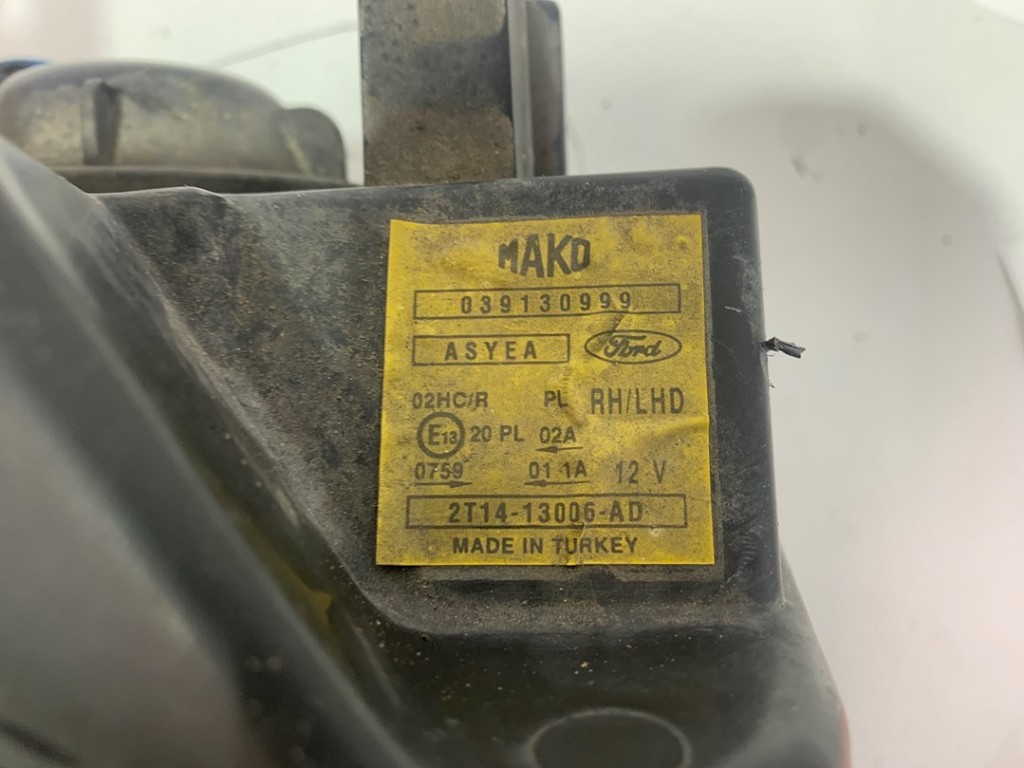 MAKO
039130999
ASYEA Ford
02HC/R PL RH/LHD
E13 20 PL 02A
0759 01 1A 12 V
2T14-13006-AD
MADE IN TURKEY